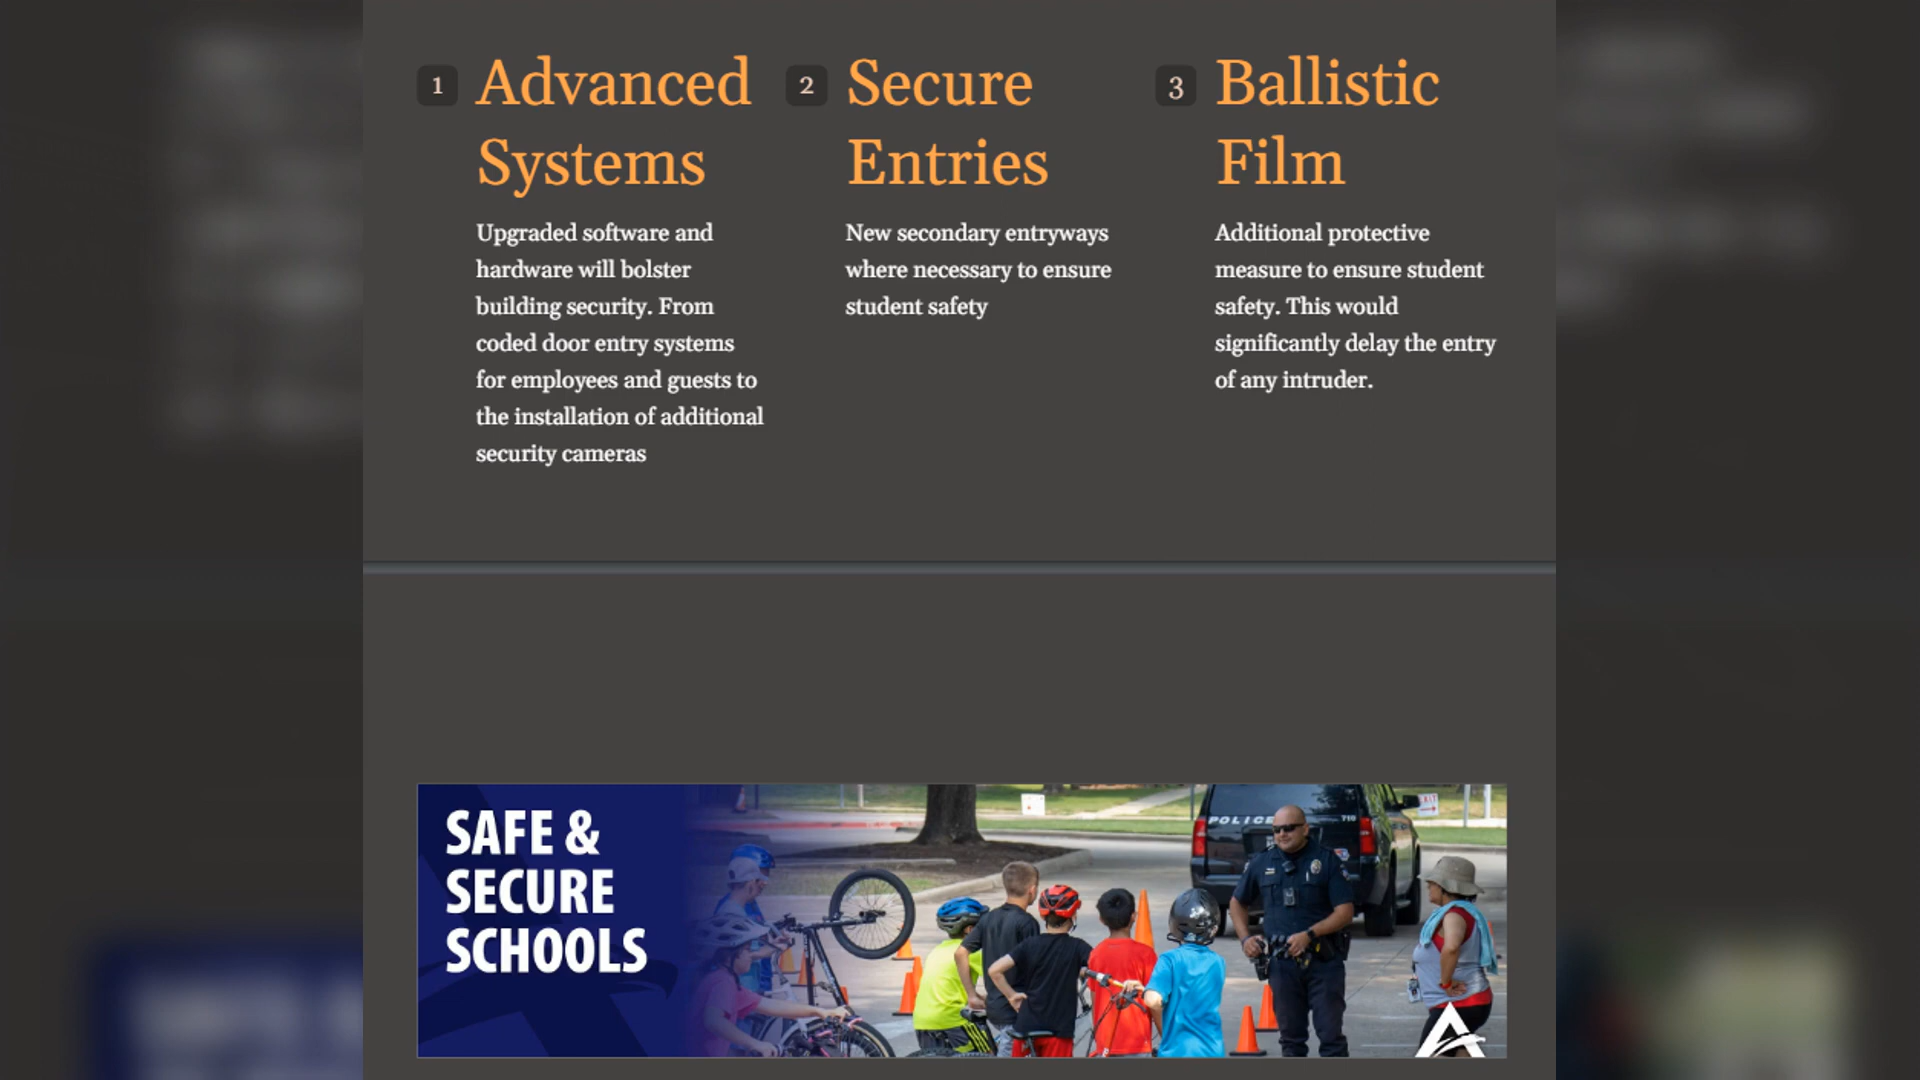 1 Advanced
Systems
Upgraded software and
hardware will bolster
building security. From
coded door entry systems
for employees and guests to
the installation of additional
security cameras
2 Secure
Entries
New secondary entryways
where necessary to ensure
student safety
3 Ballistic
Film
Additional protective
measure to ensure student
safety. This would
significantly delay the entry
of any intruder.
SAFE &
SECURE
SCHOOLS
POLICE
710